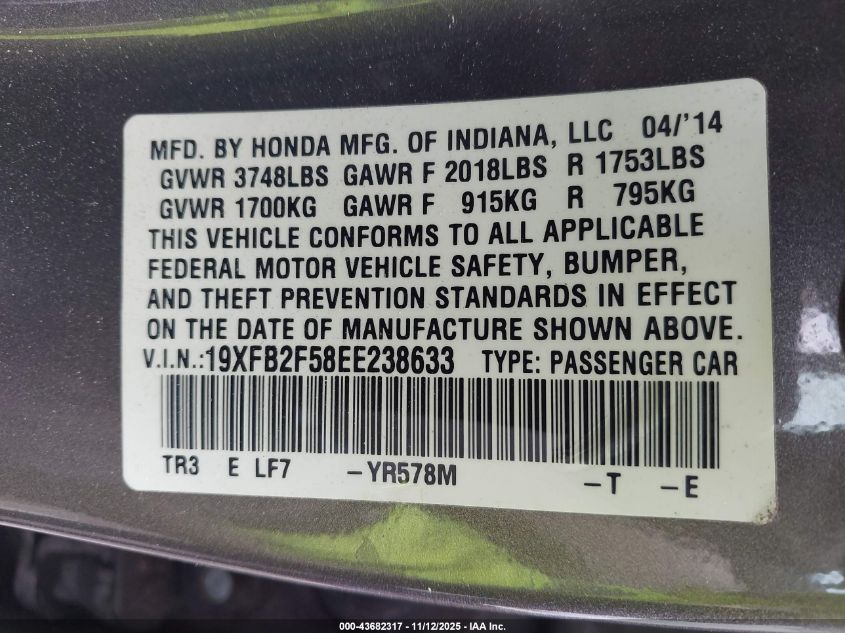 MFD. BY HONDA MFG. OF INDIANA, LLC 04/'14
GVWR 3748LBS GAWR F 2018LBS R 1753LBS
GVWR 1700KG GAWR F 915KG R 795KG
THIS VEHICLE CONFORMS TO ALL APPLICABLE
FEDERAL MOTOR VEHICLE SAFETY, BUMPER,
AND THEFT PREVENTION STANDARDS IN EFFECT
ON THE DATE OF MANUFACTURE SHOWN ABOVE.
V.I.N.:19XFB2F58EE238633 TYPE: PASSENGER CAR
TR3 E LF7 -YR578M -T -E
000-43682317 - 11/12/2025 - IAA Inc.